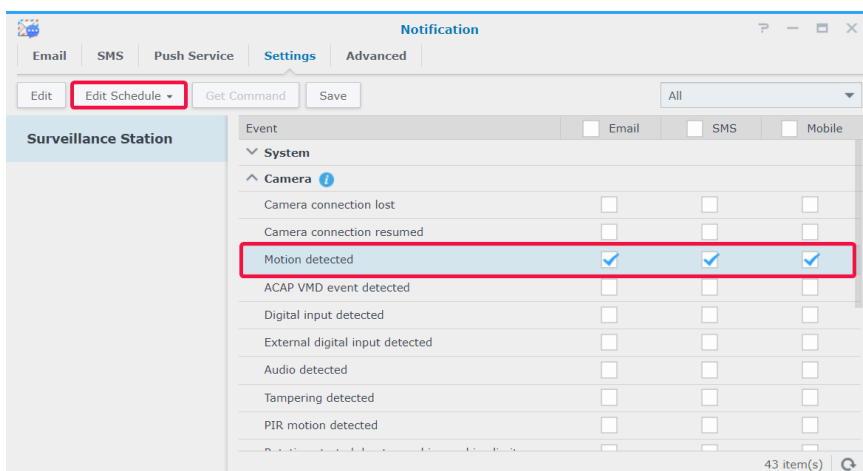 Notification
Email SMS Push Service Settings Advanced
Edit Edit Schedule Get Command Save All
Surveillance Station
Event Email SMS Mobile
System
Camera
Camera connection lost
Camera connection resumed
Motion detected
ACAP VMD event detected
Digital input detected
External digital input detected
Audio detected
Tampering detected
PIR motion detected
43 item(s)